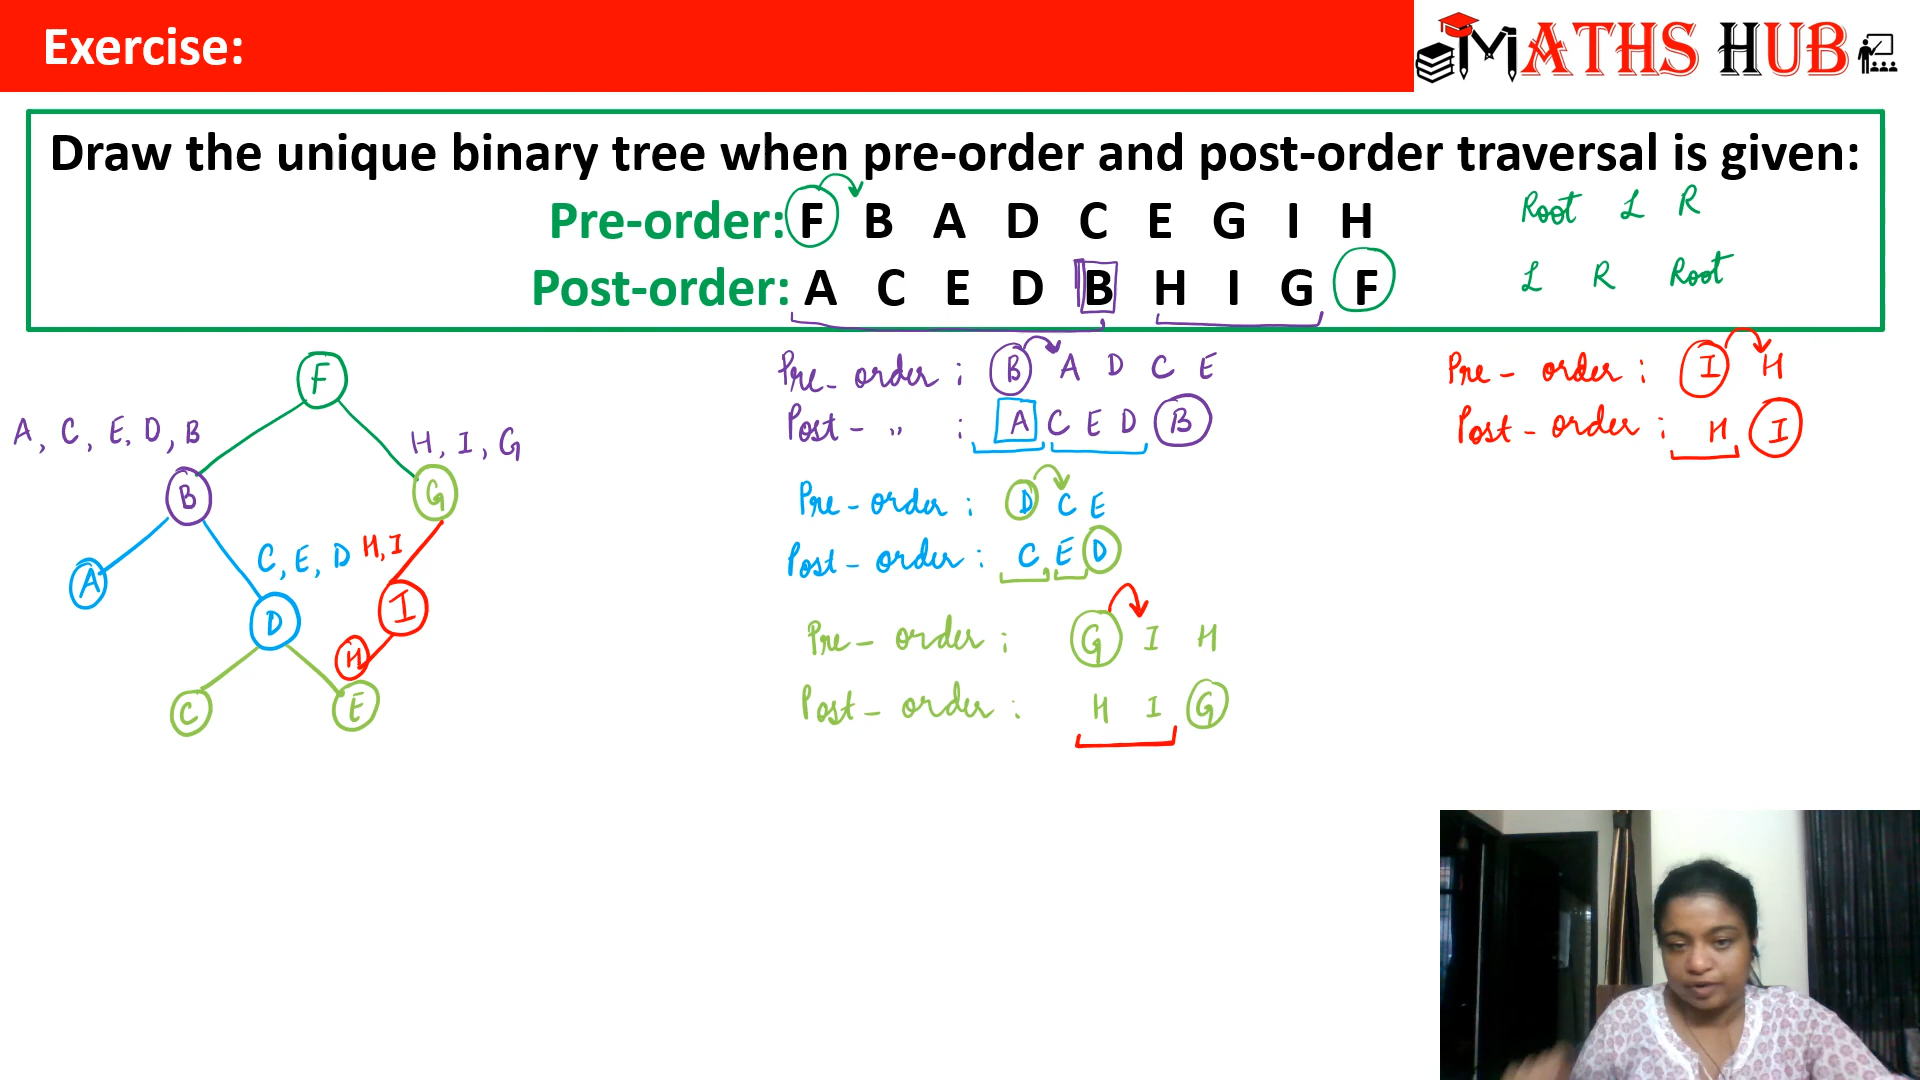 Exercise:
MATHS HUB
Draw the unique binary tree when pre-order and post-order traversal is given:
Pre-order: F B A D C E G I H
Root L R
Post-order: A C E D B H I G F
L R Root
F
A, C, E, D, B
H, I, G
B
G
C, E, D
H, I
A
D
I
H
C
E
Pre-order : B A D C E
Post- " : A C E D B
Pre-order : D C E
Post-order : C E D
Pre-order : G I H
Post-order : H I G
Pre-order : I H
Post-order : H I